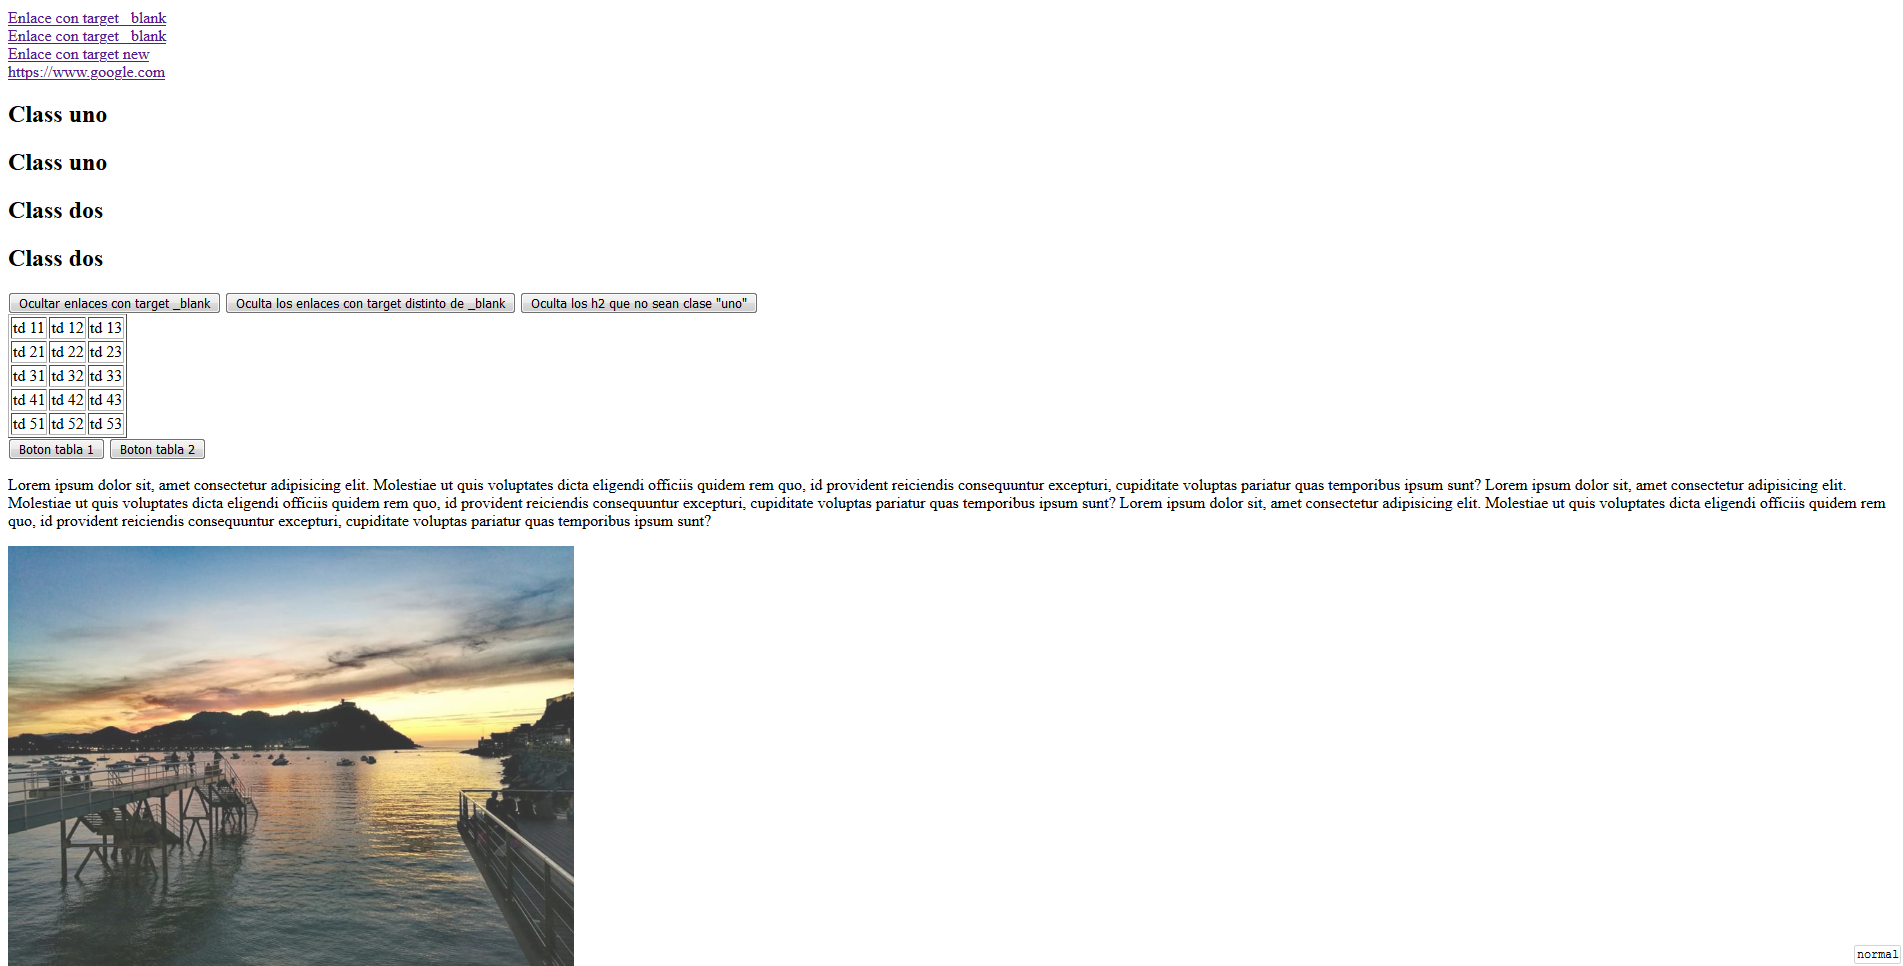 Enlace con target _blank
Enlace con target _blank
Enlace con target new
https://www.google.com
Class uno
Class uno
Class dos
Class dos
Ocultar enlaces con target _blank Oculta los enlaces con target distinto de _blank Oculta los h2 que no sean clase "uno"
td 11 td 12 td 13
td 21 td 22 td 23
td 31 td 32 td 33
td 41 td 42 td 43
td 51 td 52 td 53
Boton tabla 1 Boton tabla 2
Lorem ipsum dolor sit, amet consectetur adipisicing elit. Molestiae ut quis voluptates dicta eligendi officiis quidem rem quo, id provident reiciendis consequuntur excepturi, cupiditate voluptas pariatur quas temporibus ipsum sunt? Lorem ipsum dolor sit, amet consectetur adipisicing elit.
Molestiae ut quis voluptates dicta eligendi officiis quidem rem quo, id provident reiciendis consequuntur excepturi, cupiditate voluptas pariatur quas temporibus ipsum sunt? Lorem ipsum dolor sit, amet consectetur adipisicing elit. Molestiae ut quis voluptates dicta eligendi officiis quidem rem
quo, id provident reiciendis consequuntur excepturi, cupiditate voluptas pariatur quas temporibus ipsum sunt?
normal